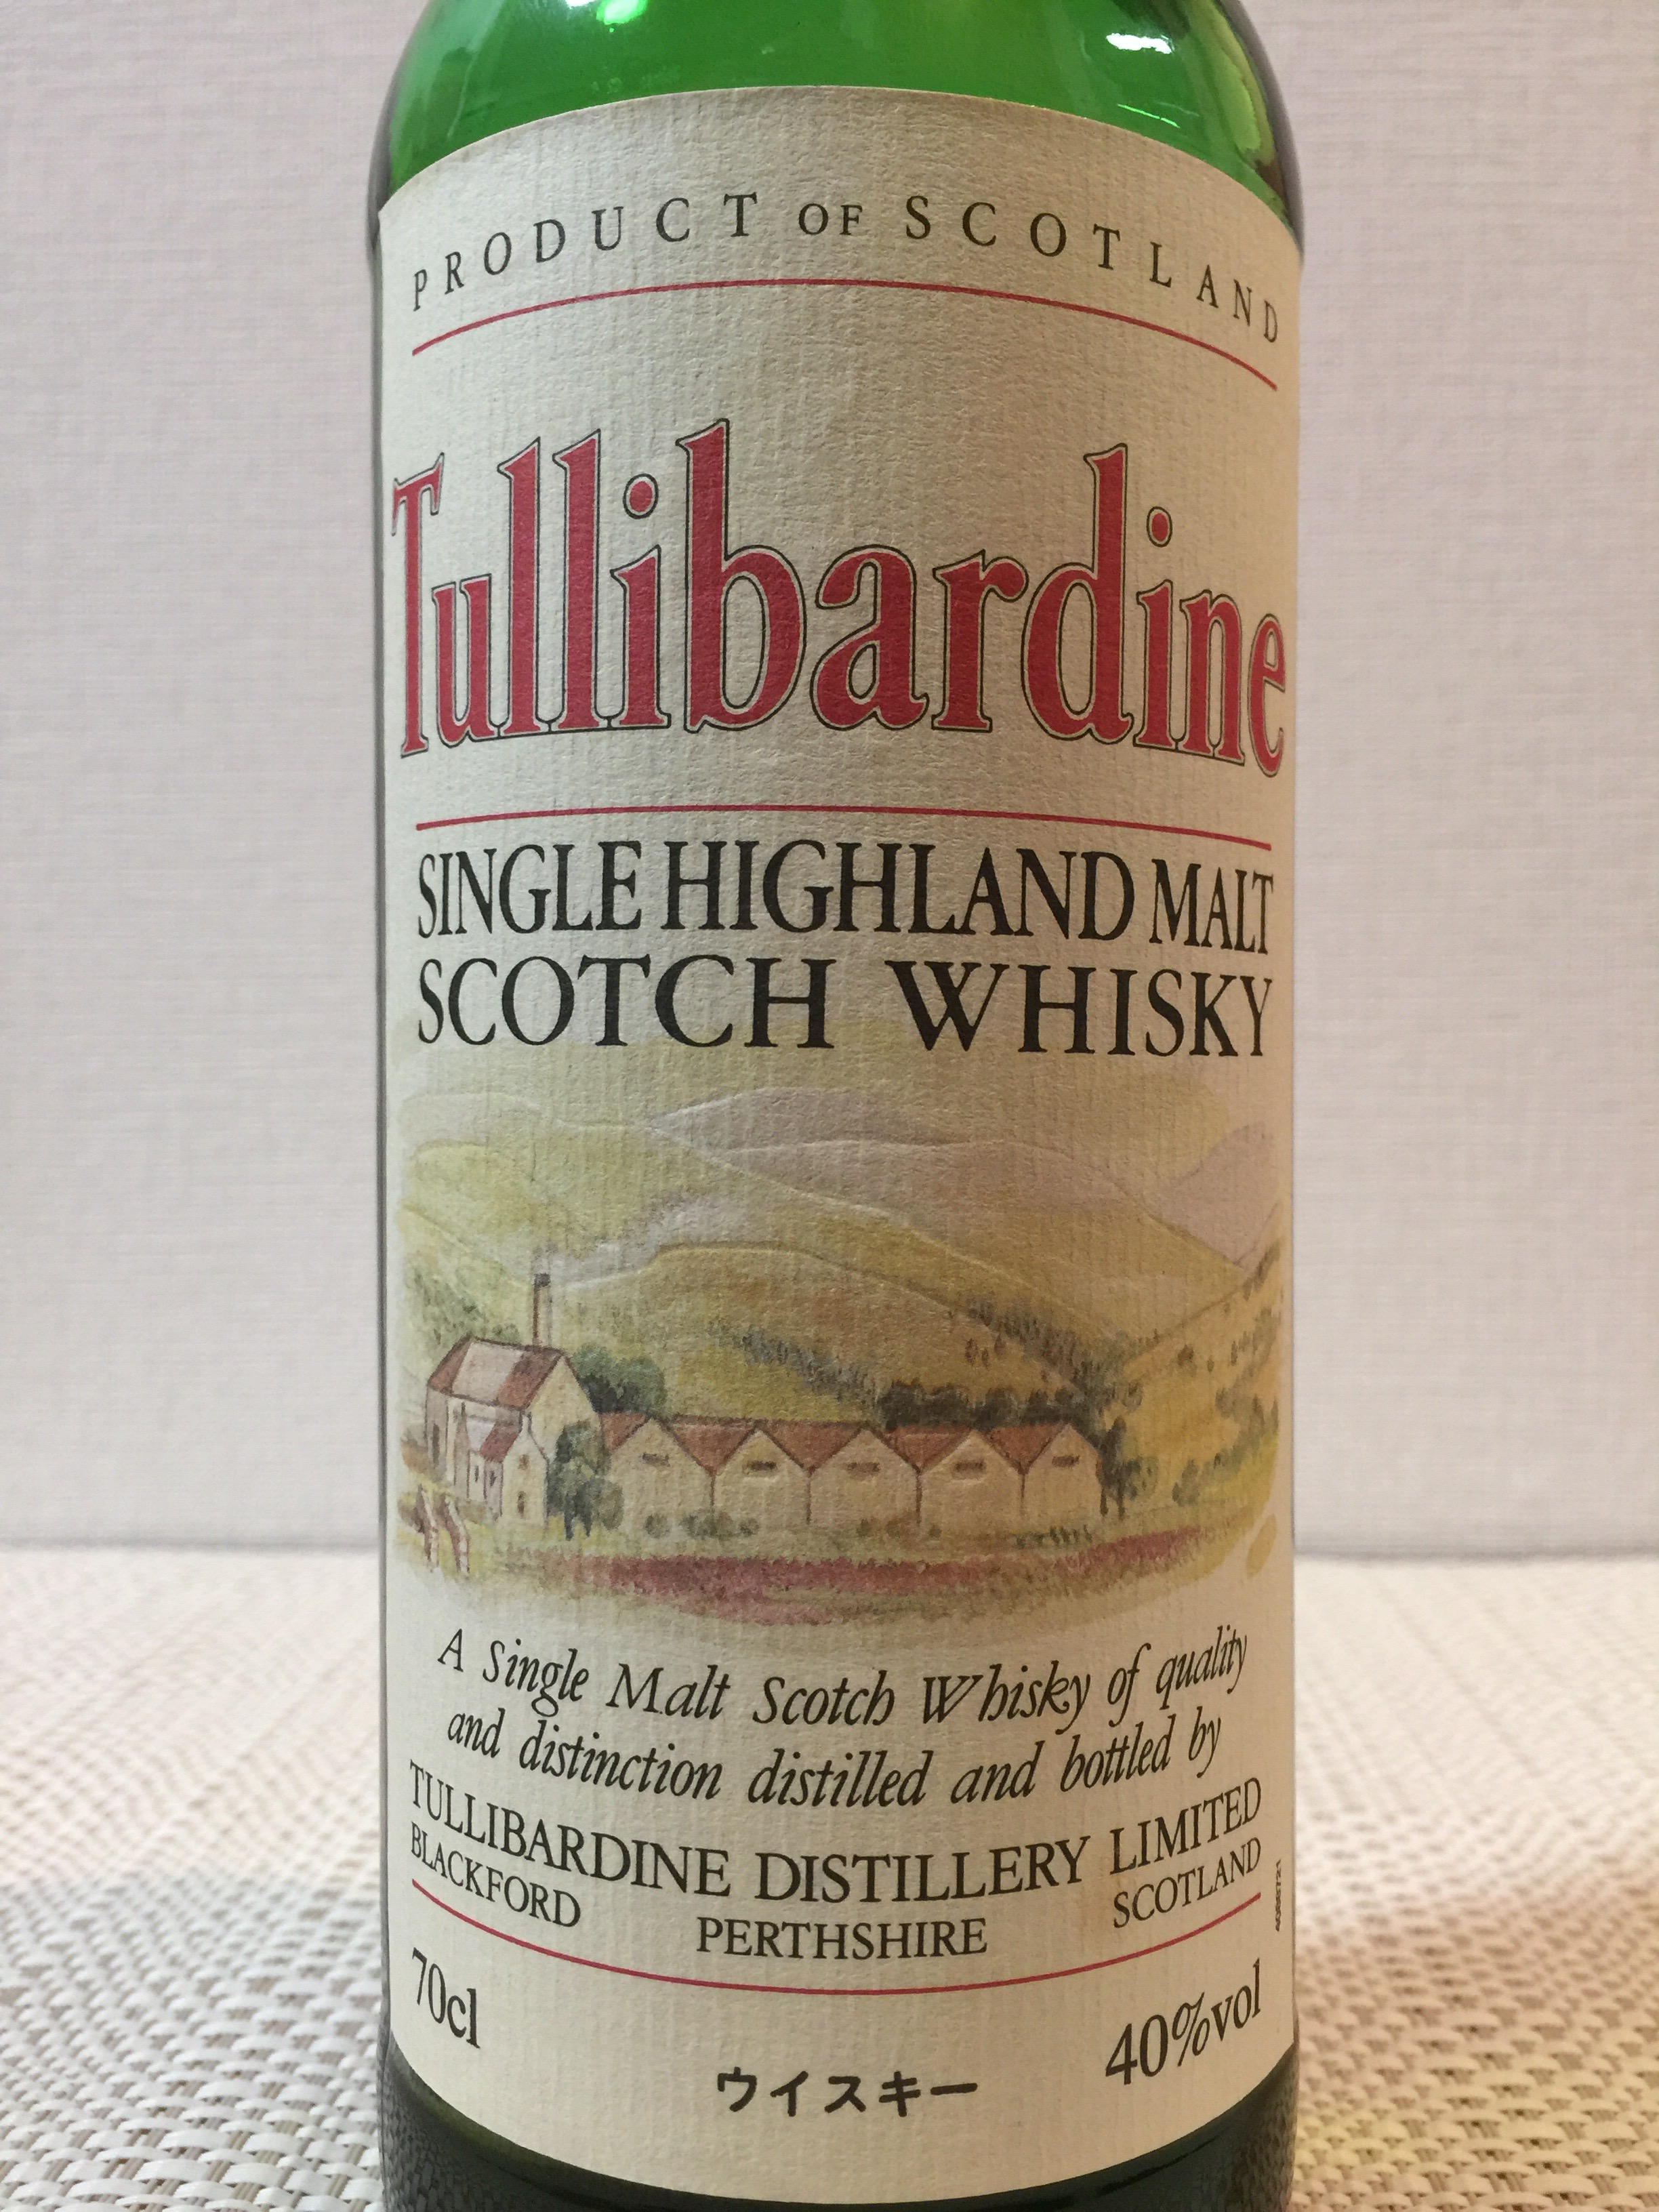 PRODUCT OF SCOTLAND
Tullibardine
SINGLE HIGHLAND MALT
SCOTCH WHISKY
A Single Malt Scotch Whisky of quality
and distinction distilled and bottled by
TULLIBARDINE DISTILLERY LIMITED
BLACKFORD PERTHSHIRE SCOTLAND
70cl 40%vol
ウイスキー